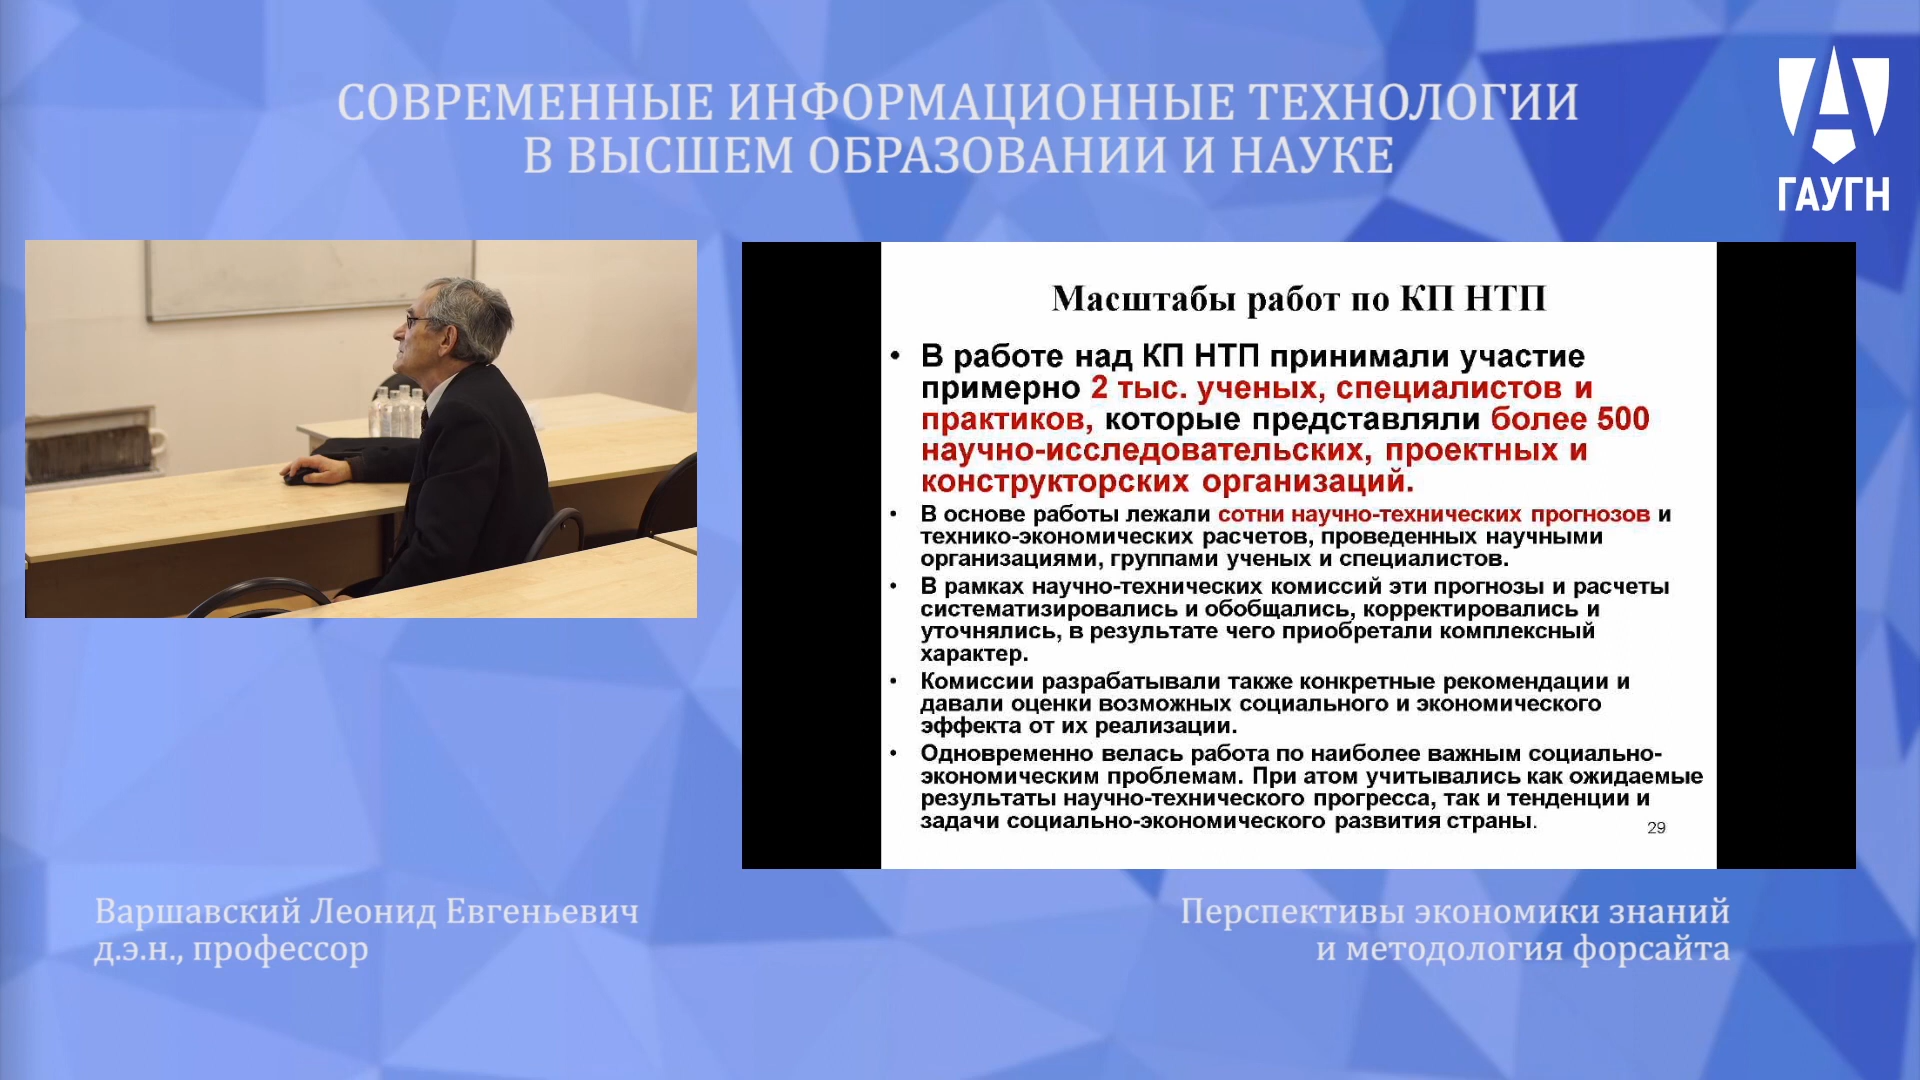 СОВРЕМЕННЫЕ ИНФОРМАЦИОННЫЕ ТЕХНОЛОГИИ
В ВЫСШЕМ ОБРАЗОВАНИИ И НАУКЕ
ГАУГН
Масштабы работ по КП НТП
• В работе над КП НТП принимали участие
примерно 2 тыс. ученых, специалистов и
практиков, которые представляли более 500
научно-исследовательских, проектных и
конструкторских организаций.
• В основе работы лежали сотни научно-технических прогнозов и
технико-экономических расчетов, проведенных научными
организациями, группами ученых и специалистов.
• В рамках научно-технических комиссий эти прогнозы и расчеты
систематизировались и обобщались, корректировались и
уточнялись, в результате чего приобретали комплексный
характер.
• Комиссии разрабатывали также конкретные рекомендации и
давали оценки возможных социального и экономического
эффекта от их реализации.
• Одновременно велась работа по наиболее важным социально-
экономическим проблемам. При атом учитывались как ожидаемые
результаты научно-технического прогресса, так и тенденции и
задачи социально-экономического развития страны.
29
Варшавский Леонид Евгеньевич
д.э.н., профессор
Перспективы экономики знаний
и методология форсайта